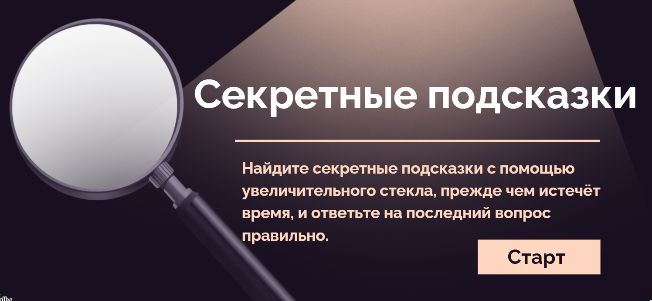 Секретные подсказки
Найдите секретные подсказки с помощью
увеличительного стекла, прежде чем истечёт
время, и ответьте на последний вопрос
правильно.
Старт